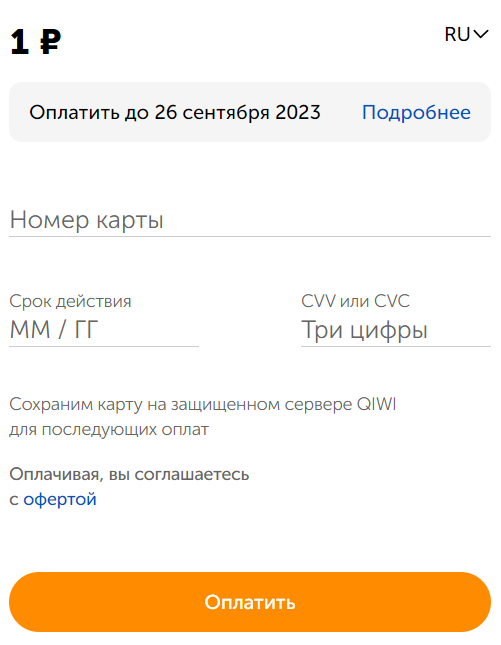 1 ₽
RU
Оплатить до 26 сентября 2023 Подробнее
Номер карты
Срок действия CVV или CVC
ММ / ГГ Три цифры
Сохраним карту на защищенном сервере QIWI
для последующих оплат
Оплачивая, вы соглашаетесь
с офертой
Оплатить